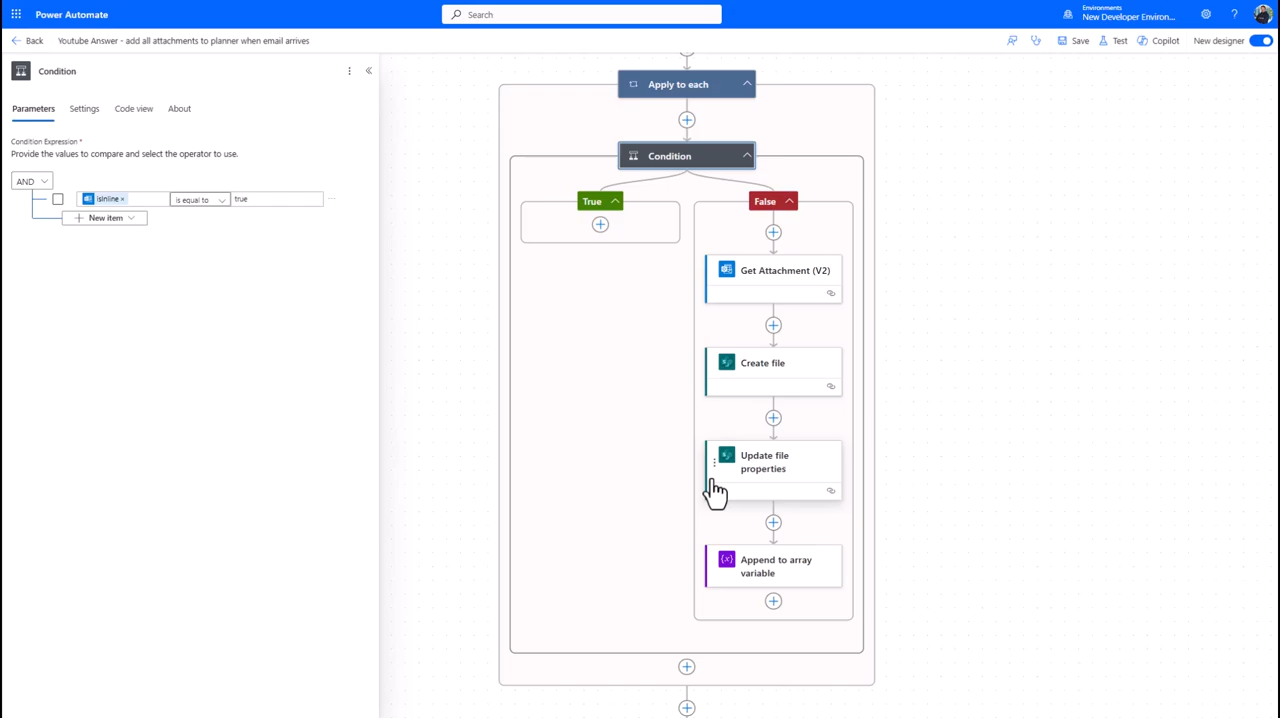 Power Automate
Search
Environments
New Developer Environ...
Back
Youtube Answer - add all attachments to planner when email arrives
Save
Test
Copilot
New designer
Condition
Parameters
Settings
Code view
About
Condition Expression *
Provide the values to compare and select the operator to use.
AND
isInline ×
is equal to
true
New item
Apply to each
Condition
True
False
Get Attachment (V2)
Create file
Update file
properties
{x}
Append to array
variable